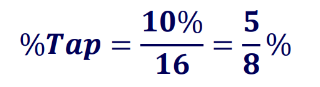 %Tap = 10%/16 = 5/8 %